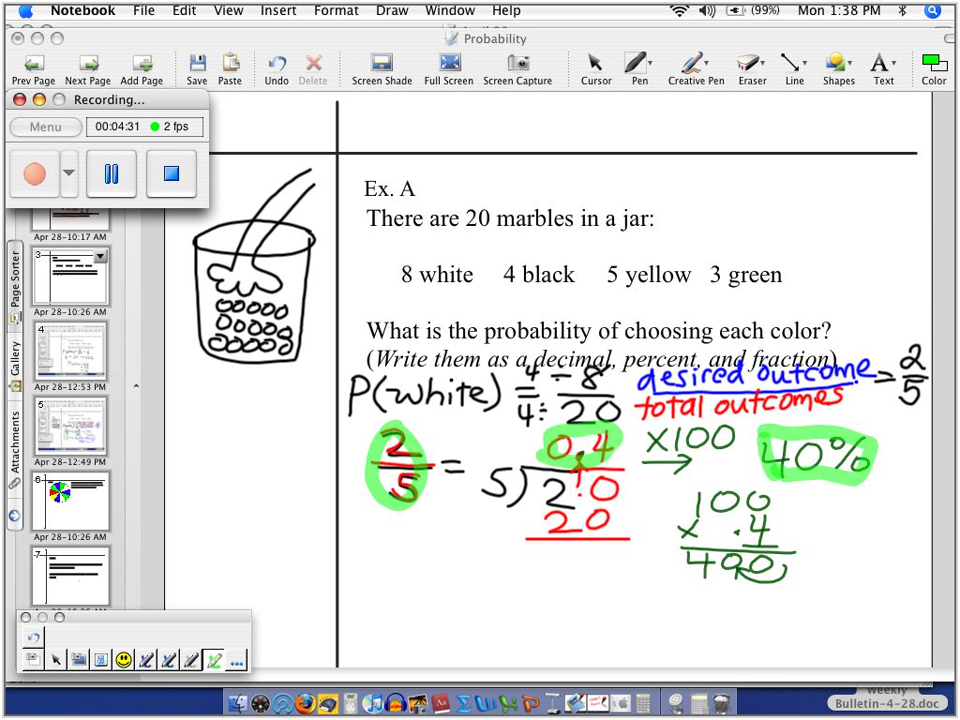 Notebook File Edit View Insert Format Draw Window Help (99%) Mon 1:38 PM
Probability
Prev Page Next Page Add Page Save Paste Undo Delete Screen Shade Full Screen Screen Capture Cursor Pen Creative Pen Eraser Line Shapes Text Color
Recording...
Menu 00:04:31 2 fps
Page Sorter
Gallery
Attachments
Apr 28-10:17 AM
3
Apr 28-10:26 AM
4
Apr 28-12:53 PM
5
Apr 28-12:49 PM
6
Apr 28-10:26 AM
7
Ex. A
There are 20 marbles in a jar:
8 white 4 black 5 yellow 3 green
What is the probability of choosing each color?
(Write them as a decimal, percent, and fraction)
P(white) = 4/4 ÷ 8/20 desired outcome/total outcomes = 2/5
2/5 = 5)2.0 0.4 x100 → 40%
20
100
x .4
400
Weekly
Bulletin-4-28.doc